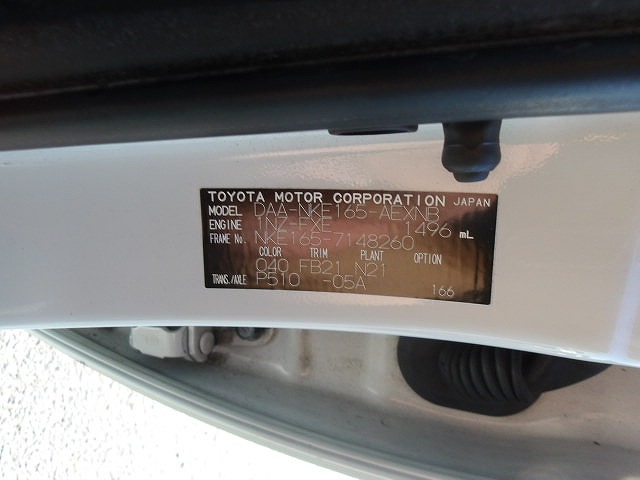 TOYOTA MOTOR CORPORATION JAPAN
MODEL DAA-NKE165-AEXNB
ENGINE 1NZ-FXE 1496 mL
FRAME No. NKE165-7148260
COLOR TRIM PLANT OPTION
040 FB21 N21
TRANS./AXLE P510 -05A 166